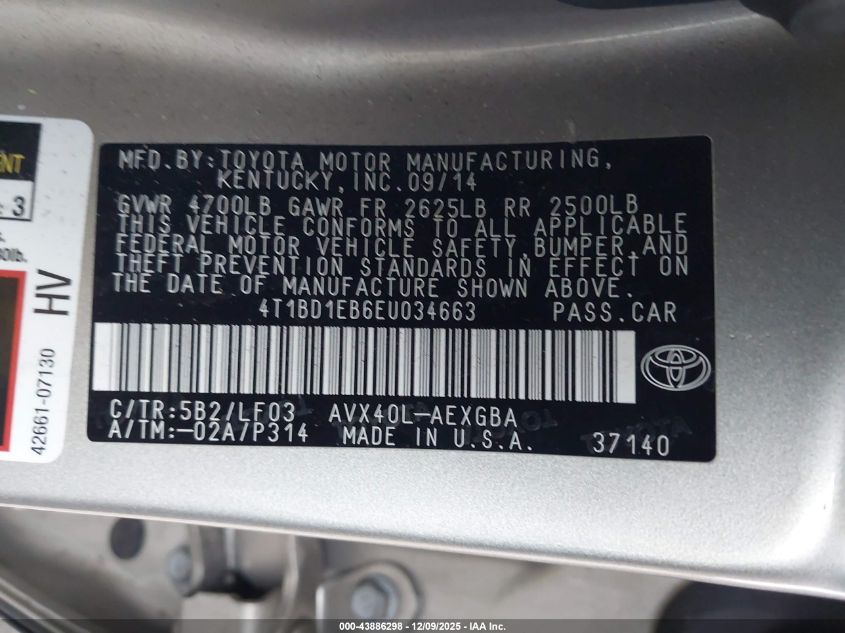 MFD.BY:TOYOTA MOTOR MANUFACTURING,
KENTUCKY, INC. 09/14
GVWR 4700LB GAWR FR 2625LB RR 2500LB
THIS VEHICLE CONFORMS TO ALL APPLICABLE
FEDERAL MOTOR VEHICLE SAFETY, BUMPER, AND
THEFT PREVENTION STANDARDS IN EFFECT ON
THE DATE OF MANUFACTURE SHOWN ABOVE.
4T1BD1EB6EU034663 PASS.CAR
C/TR:5B2/LF03 AVX40L-AEXGBA
A/TM:-02A7P314 MADE IN U.S.A. 37140
3
HV
42661-07130
000-43886298 - 12/09/2025 - IAA Inc.